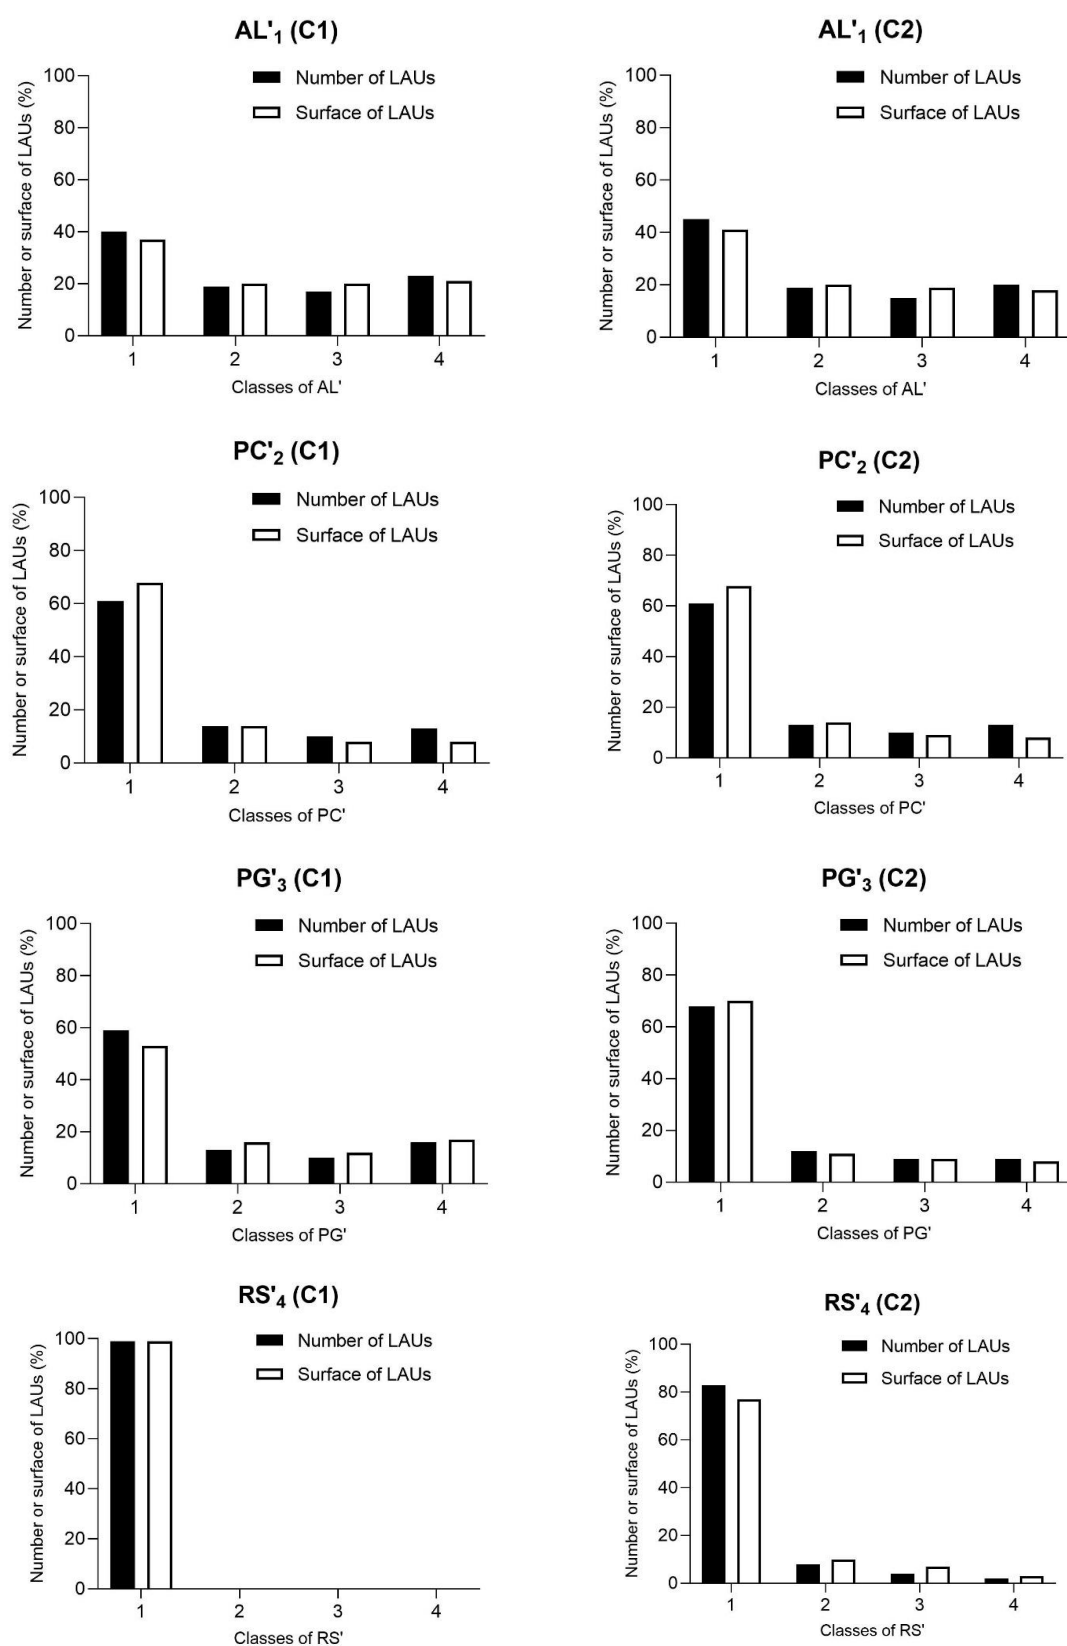 AL'1 (C1)
Number of LAUs
Surface of LAUs
Number or surface of LAUs (%)
100
80
60
40
20
0
1 2 3 4
Classes of AL'
AL'1 (C2)
Number of LAUs
Surface of LAUs
Number or surface of LAUs (%)
100
80
60
40
20
0
1 2 3 4
Classes of AL'
PC'2 (C1)
Number of LAUs
Surface of LAUs
Number or surface of LAUs (%)
100
80
60
40
20
0
1 2 3 4
Classes of PC'
PC'2 (C2)
Number of LAUs
Surface of LAUs
Number or surface of LAUs (%)
100
80
60
40
20
0
1 2 3 4
Classes of PC'
PG'3 (C1)
Number of LAUs
Surface of LAUs
Number or surface of LAUs (%)
100
80
60
40
20
0
1 2 3 4
Classes of PG'
PG'3 (C2)
Number of LAUs
Surface of LAUs
Number or surface of LAUs (%)
100
80
60
40
20
0
1 2 3 4
Classes of PG'
RS'4 (C1)
Number of LAUs
Surface of LAUs
Number or surface of LAUs (%)
100
80
60
40
20
0
1 2 3 4
Classes of RS'
RS'4 (C2)
Number of LAUs
Surface of LAUs
Number or surface of LAUs (%)
100
80
60
40
20
0
1 2 3 4
Classes of RS'